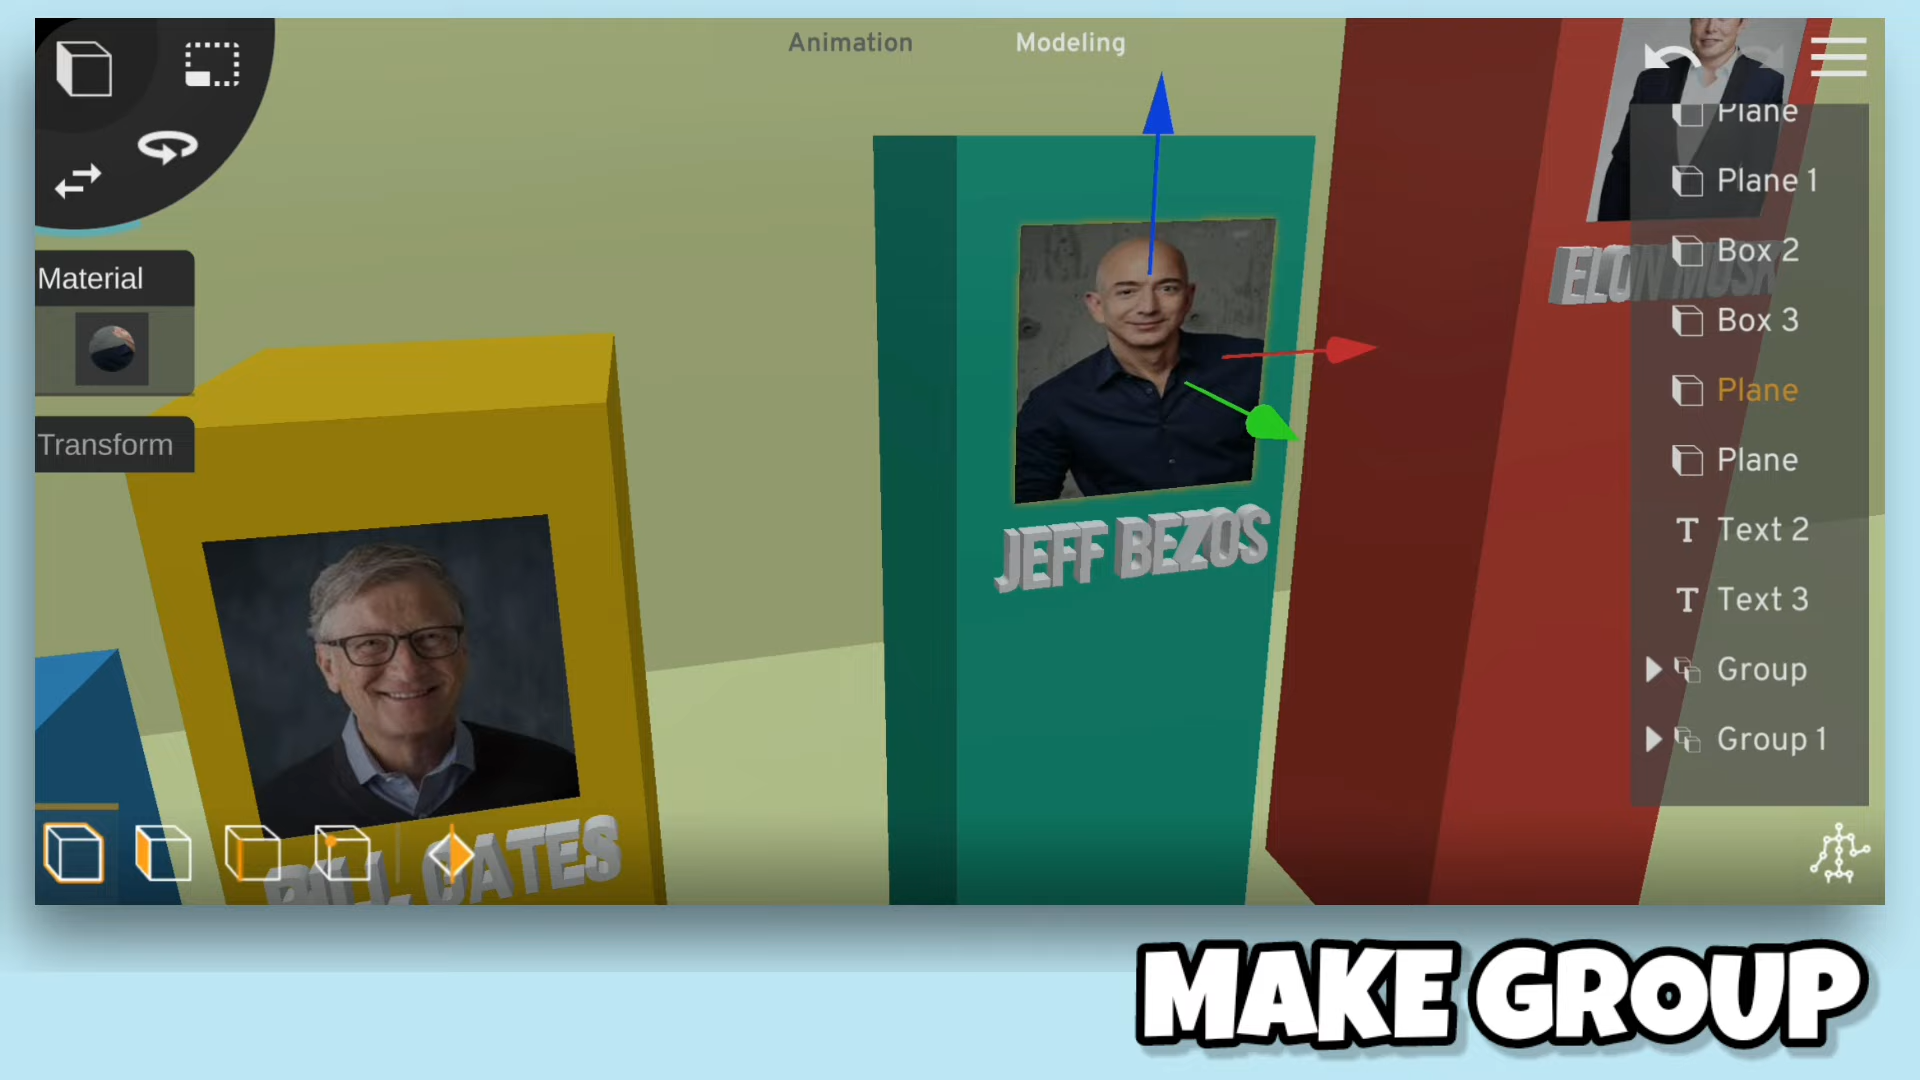 Animation
Modeling
Plane
Plane 1
Material
Box 2
ELON MUSK
Box 3
Plane
Transform
Plane
JEFF BEZOS
Text 2
Text 3
Group
Group 1
BILL GATES
MAKE GROUP